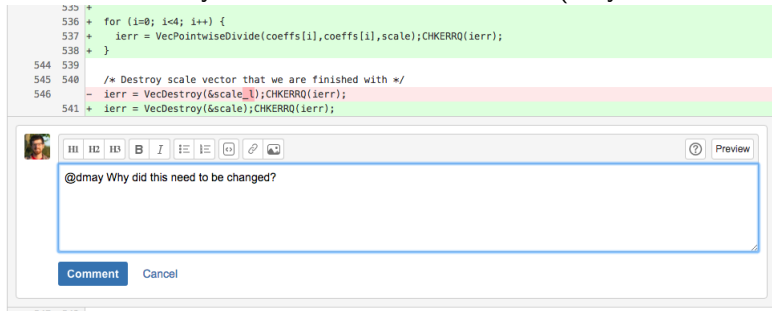 535 +
536 + for (i=0; i<4; i++) {
537 + ierr = VecPointwiseDivide(coeffs[i],coeffs[i],scale);CHKERRQ(ierr);
538 + }
544 539
545 540 /* Destroy scale vector that we are finished with */
546 - ierr = VecDestroy(&scale_l);CHKERRQ(ierr);
541 + ierr = VecDestroy(&scale);CHKERRQ(ierr);
H1 H2 H3 B I Preview
@dmay Why did this need to be changed?
Comment Cancel